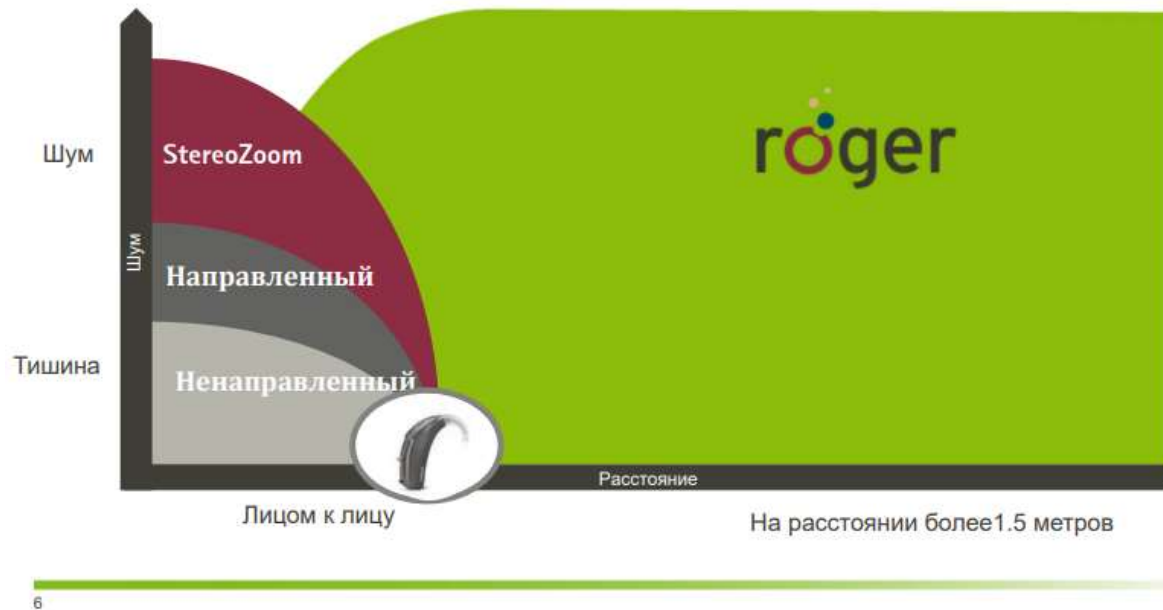 Шум
StereoZoom
roger
Шум
Направленный
Тишина
Ненаправленный
Расстояние
Лицом к лицу
На расстоянии более1.5 метров
6